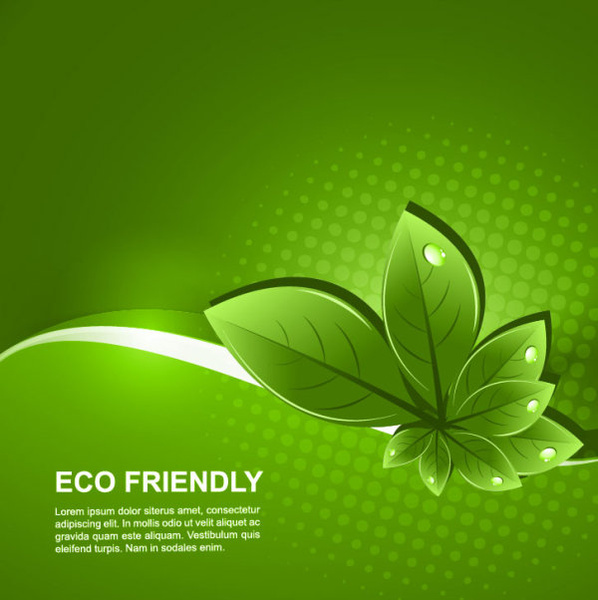 ECO FRIENDLY
Lorem ipsum dolor siterus amet, consectetur
adipiscing elit. In mollis odio ut velit aliquet ac
gravida quam este aliquam. Vestibulum quis
eleifend turpis. Nam in sodales enim.